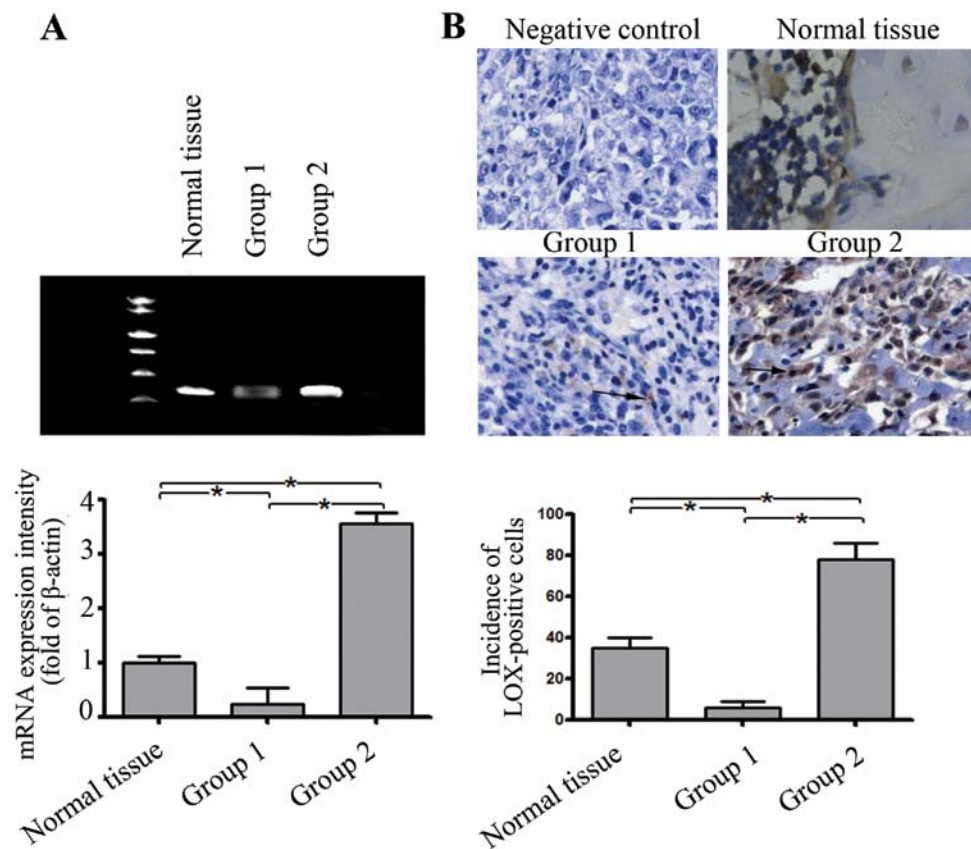 A
Normal tissue
Group 1
Group 2
mRNA expression intensity
(fold of β-actin)
4
3
2
1
0
*
*
*
Normal tissue
Group 1
Group 2
B
Negative control
Normal tissue
Group 1
Group 2
Incidence of
LOX-positive cells
100
80
60
40
20
0
*
*
*
Normal tissue
Group 1
Group 2